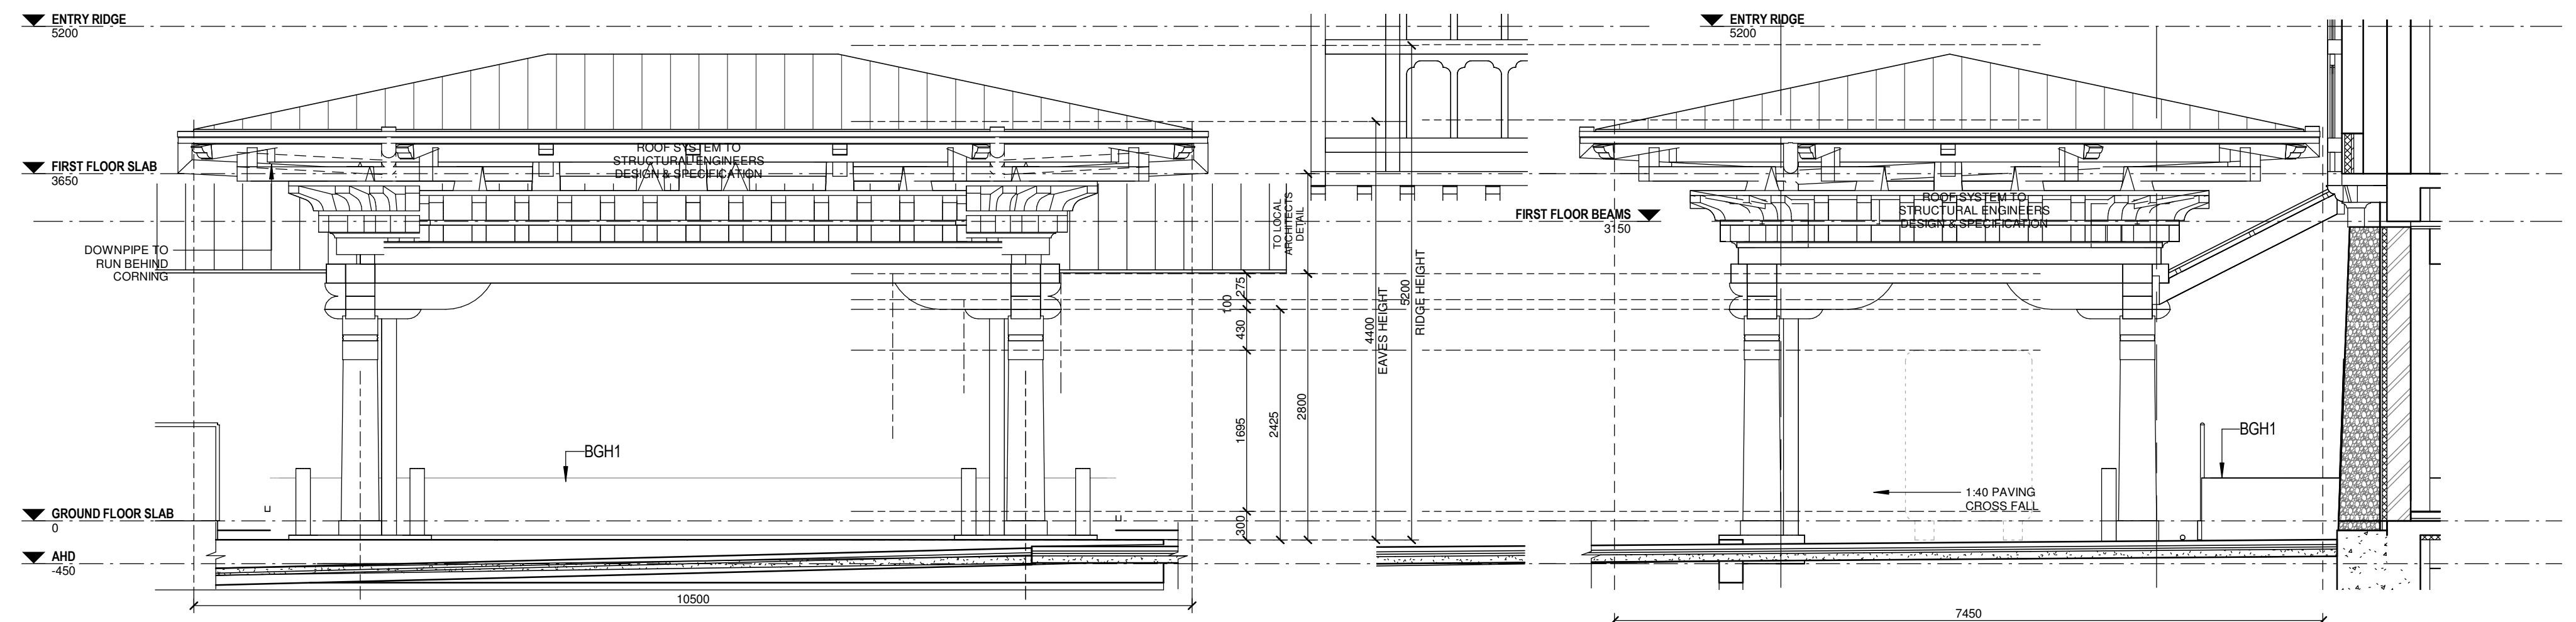 ENTRY RIDGE
5200
FIRST FLOOR SLAB
3650
DOWNPIPE TO
RUN BEHIND
CORNING
GROUND FLOOR SLAB
0
AHD
-450
ROOF SYSTEM TO
STRUCTURAL ENGINEERS
DESIGN & SPECIFICATION
BGH1
10500
TO LOCAL
ARCHITECTS
DETAIL
275
100
430
1695
300
2425
2800
4400
EAVES HEIGHT
5200
RIDGE HEIGHT
ENTRY RIDGE
5200
FIRST FLOOR BEAMS
3150
ROOF SYSTEM TO
STRUCTURAL ENGINEERS
DESIGN & SPECIFICATION
BGH1
1:40 PAVING
CROSS FALL
7450